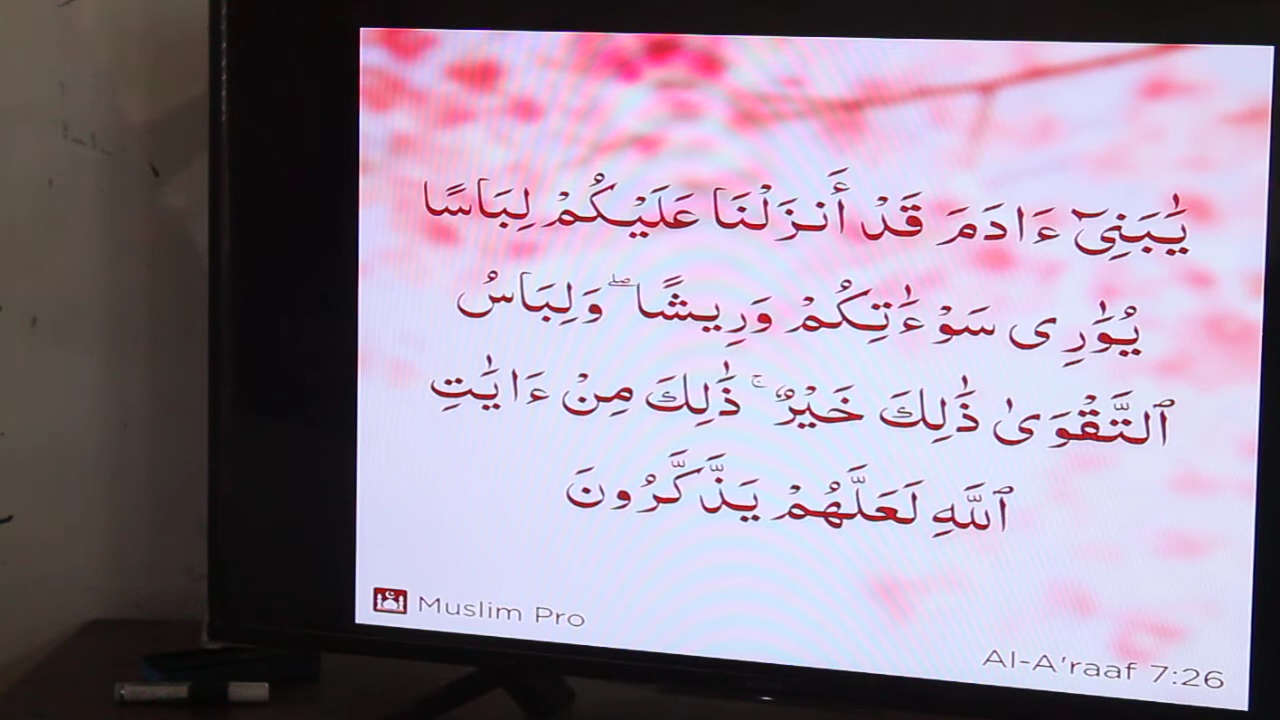 يَٰبَنِىٓ ءَادَمَ قَدْ أَنزَلْنَا عَلَيْكُمْ لِبَاسًا
يُوَٰرِى سَوْءَٰتِكُمْ وَرِيشًا ۖ وَلِبَاسُ
ٱلتَّقْوَىٰ ذَٰلِكَ خَيْرٌ ۚ ذَٰلِكَ مِنْ ءَايَٰتِ
ٱللَّهِ لَعَلَّهُمْ يَذَّكَّرُونَ
Muslim Pro
Al-A'raaf 7:26